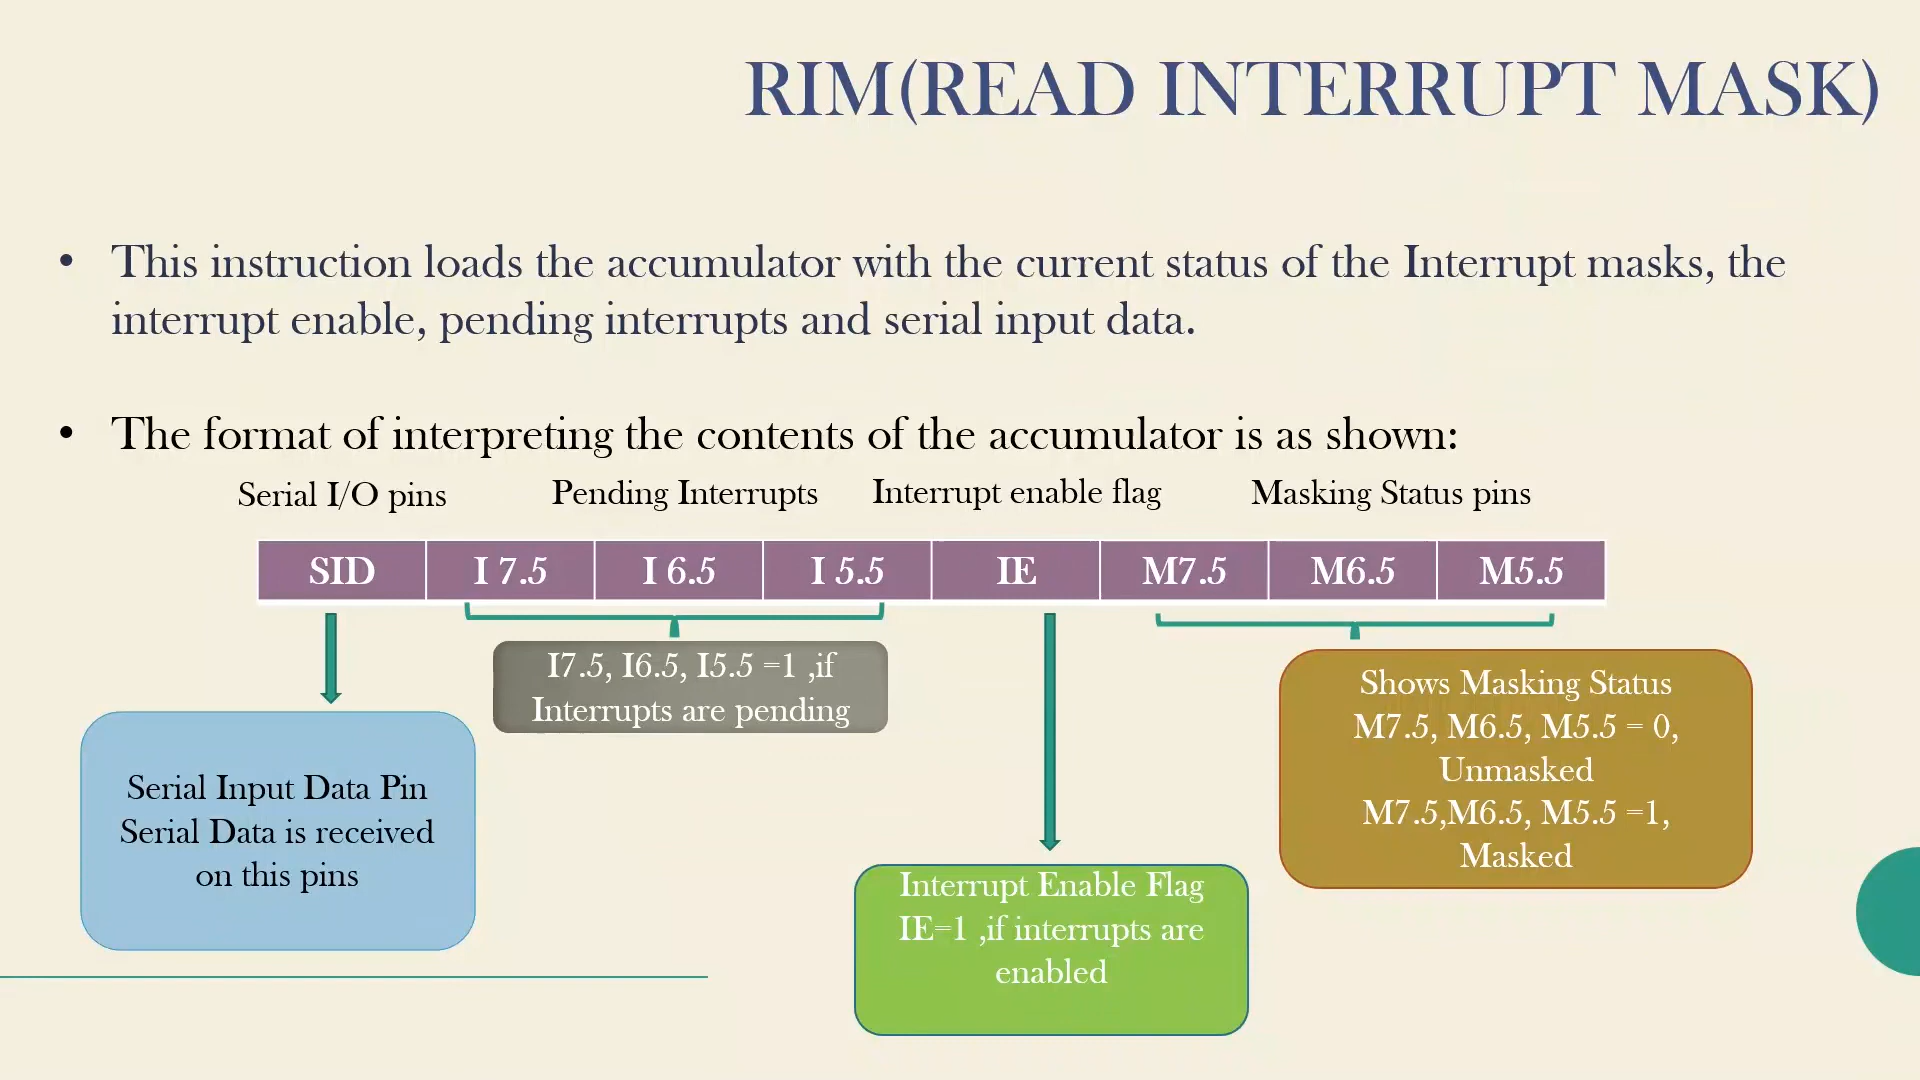 RIM(READ INTERRUPT MASK)
• This instruction loads the accumulator with the current status of the Interrupt masks, the
interrupt enable, pending interrupts and serial input data.
• The format of interpreting the contents of the accumulator is as shown:
Serial I/O pins Pending Interrupts Interrupt enable flag Masking Status pins
SID I 7.5 I 6.5 I 5.5 IE M7.5 M6.5 M5.5
I7.5, I6.5, I5.5 =1 ,if
Interrupts are pending
Shows Masking Status
M7.5, M6.5, M5.5 = 0,
Unmasked
M7.5,M6.5, M5.5 =1,
Masked
Serial Input Data Pin
Serial Data is received
on this pins
Interrupt Enable Flag
IE=1 ,if interrupts are
enabled